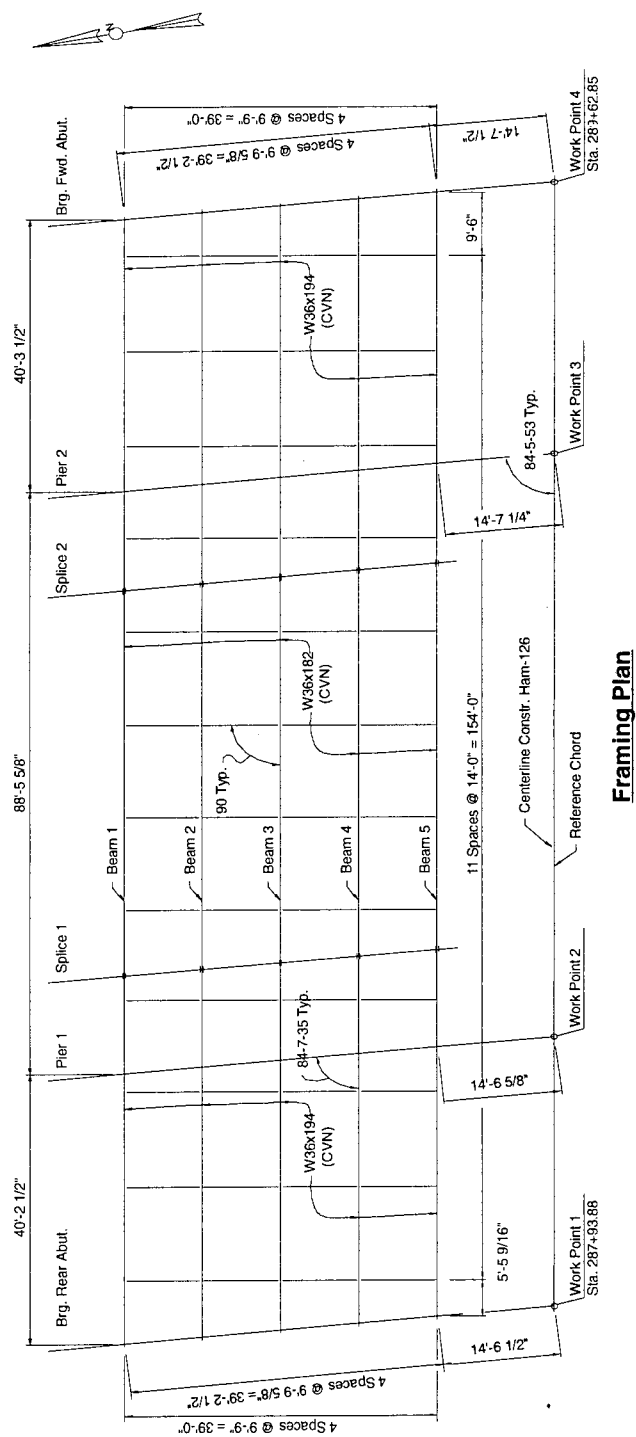 40'-2 1/2"
88'-5 5/8"
40'-3 1/2"
Brg. Rear Abut.
Pier 1
Splice 1
Splice 2
Pier 2
Brg. Fwd. Abut.
N
Beam 1
Beam 2
Beam 3
Beam 4
Beam 5
W36x194
(CVN)
84-7-35 Typ.
90 Typ.
W36x182
(CVN)
W36x194
(CVN)
4 Spaces @ 9'-9" = 39'-0"
4 Spaces @ 9'-9 5/8" = 39'-2 1/2"
4 Spaces @ 9'-9 5/8" = 39'-2 1/2"
4 Spaces @ 9'-9" = 39'-0"
14'-6 1/2"
5'-5 9/16"
14'-6 5/8"
11 Spaces @ 14'-0" = 154'-0"
14'-7 1/4"
84-5-53 Typ.
9'-6"
14'-7 1/2"
Work Point 1
Sta. 287+93.88
Work Point 2
Centerline Constr. Ham-126
Reference Chord
Work Point 3
Work Point 4
Sta. 289+62.85
Framing Plan